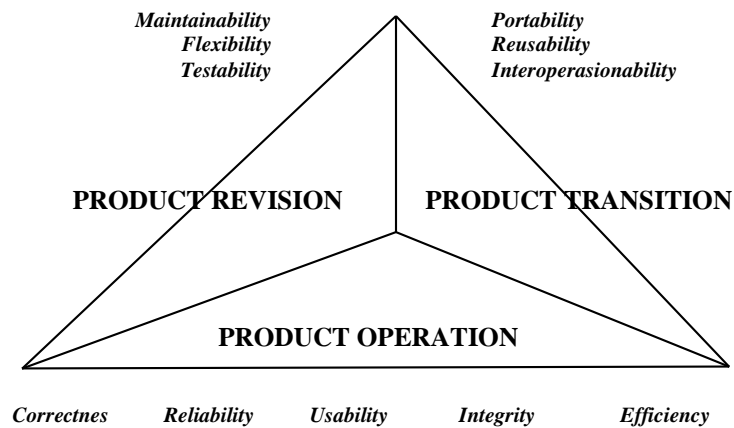 Maintainability
Flexibility
Testability
Portability
Reusability
Interoperasionability
PRODUCT REVISION
PRODUCT TRANSITION
PRODUCT OPERATION
Correctnes Reliability Usability Integrity Efficiency